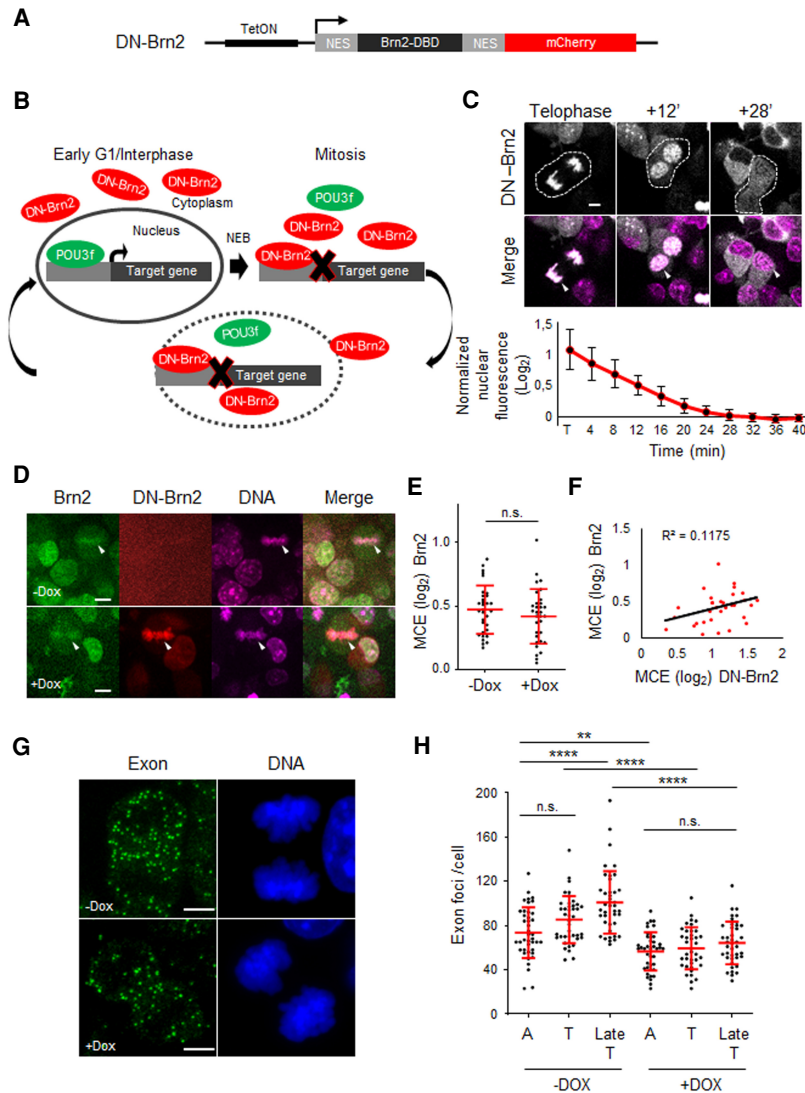 A
DN-Brn2
TetON
NES
Brn2-DBD
NES
mCherry
B
Early G1/Interphase
Mitosis
DN-Brn2
DN-Brn2
DN-Brn2
Cytoplasm
Nucleus
POU3f
Target gene
NEB
POU3f
DN-Brn2
DN-Brn2
DN-Brn2
Target gene
POU3f
DN-Brn2
DN-Brn2
Target gene
DN-Brn2
C
Telophase
+12'
+28'
DN –Brn2
Merge
Normalized
nuclear
fluorescence
(Log2)
1,5
1
0,5
0
T 4 8 12 16 20 24 28 32 36 40
Time (min)
D
Brn2 DN-Brn2 DNA Merge
-Dox
+Dox
E
n.s.
MCE (log2) Brn2
1.0
0.5
0.0
-Dox +Dox
F
R² = 0.1175
MCE (log2) Brn2
1.5
1
0.5
0
0 0.5 1 1.5 2
MCE (log2) DN-Brn2
G
Exon DNA
-Dox
+Dox
H
**
****
****
****
n.s.
n.s.
Exon foci /cell
200
160
120
80
40
0
A T Late T A T Late T
-DOX +DOX